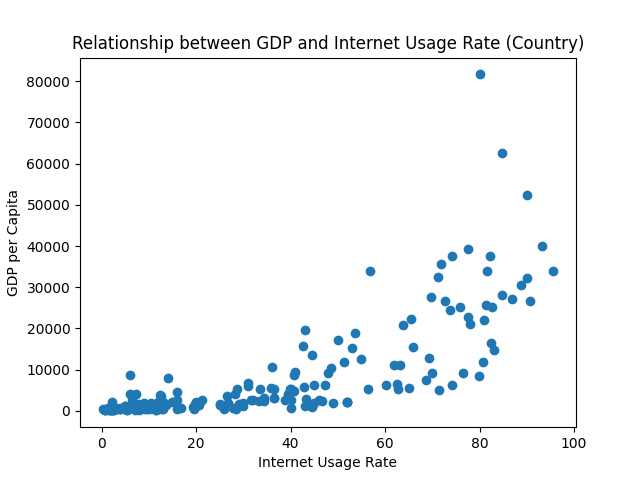 Relationship between GDP and Internet Usage Rate (Country)
80000
70000
60000
50000
40000
30000
20000
10000
0
GDP per Capita
0 20 40 60 80 100
Internet Usage Rate